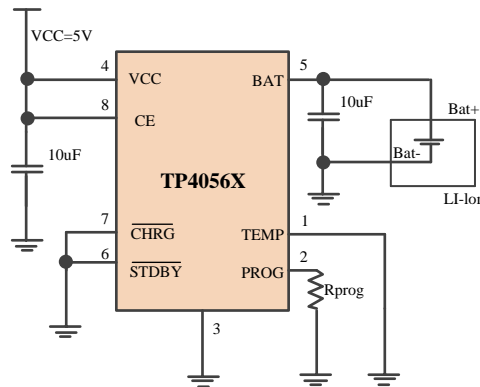 VCC=5V
4
VCC
8
CE
10uF
TP4056X
7
CHRG
6
STDBY
3
5
BAT
10uF
Bat+
Bat-
LI-Ion
1
TEMP
2
PROG
Rprog